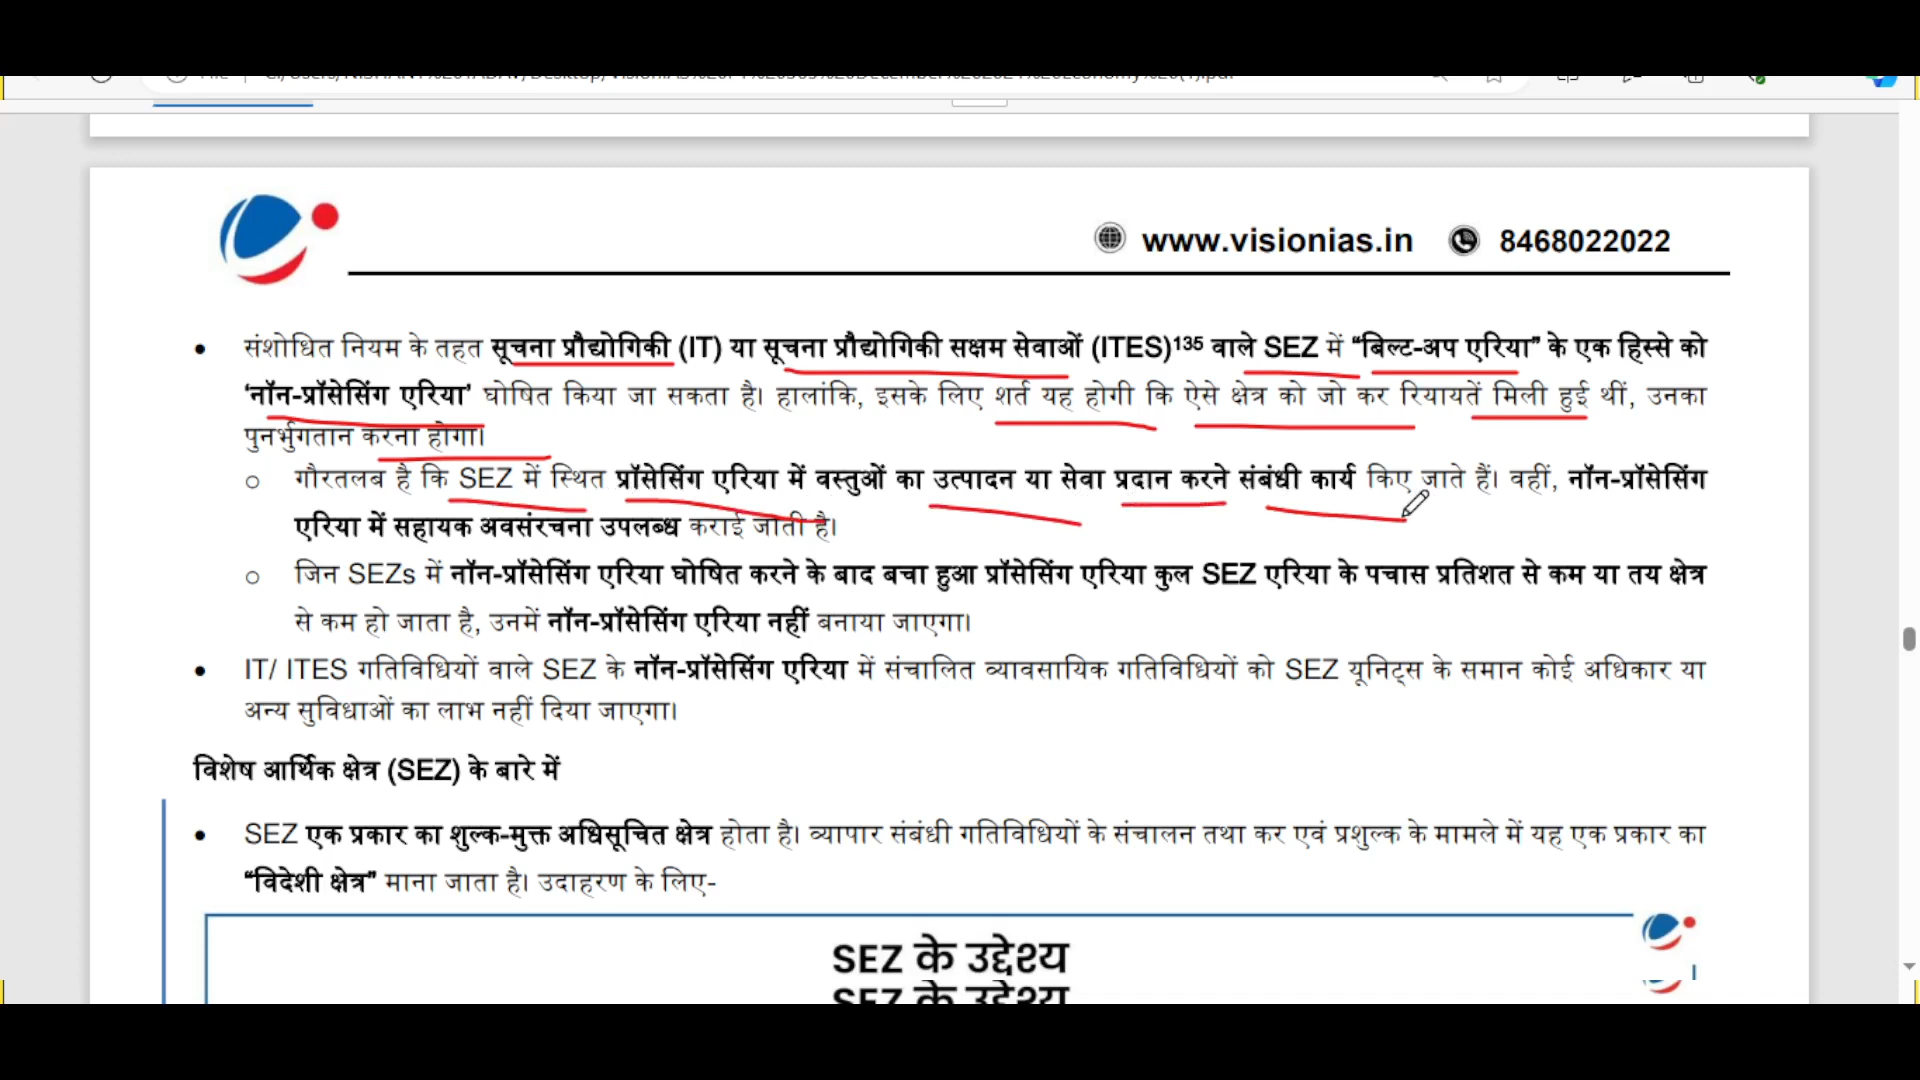 www.visionias.in 8468022022
• संशोधित नियम के तहत सूचना प्रौद्योगिकी (IT) या सूचना प्रौद्योगिकी सक्षम सेवाओं (ITES)135 वाले SEZ में “बिल्ट-अप एरिया” के एक हिस्से को
‘नॉन-प्रॉसेसिंग एरिया’ घोषित किया जा सकता है। हालांकि, इसके लिए शर्त यह होगी कि ऐसे क्षेत्र को जो कर रियायतें मिली हुई थीं, उनका
पुनर्भुगतान करना होगा।
o गौरतलब है कि SEZ में स्थित प्रॉसेसिंग एरिया में वस्तुओं का उत्पादन या सेवा प्रदान करने संबंधी कार्य किए जाते हैं। वहीं, नॉन-प्रॉसेसिंग
एरिया में सहायक अवसंरचना उपलब्ध कराई जाती है।
o जिन SEZs में नॉन-प्रॉसेसिंग एरिया घोषित करने के बाद बचा हुआ प्रॉसेसिंग एरिया कुल SEZ एरिया के पचास प्रतिशत से कम या तय क्षेत्र
से कम हो जाता है, उनमें नॉन-प्रॉसेसिंग एरिया नहीं बनाया जाएगा।
• IT/ ITES गतिविधियों वाले SEZ के नॉन-प्रॉसेसिंग एरिया में संचालित व्यावसायिक गतिविधियों को SEZ यूनिट्स के समान कोई अधिकार या
अन्य सुविधाओं का लाभ नहीं दिया जाएगा।
विशेष आर्थिक क्षेत्र (SEZ) के बारे में
• SEZ एक प्रकार का शुल्क-मुक्त अधिसूचित क्षेत्र होता है। व्यापार संबंधी गतिविधियों के संचालन तथा कर एवं प्रशुल्क के मामले में यह एक प्रकार का
“विदेशी क्षेत्र” माना जाता है। उदाहरण के लिए-
SEZ के उद्देश्य
SEZ के उद्देश्य